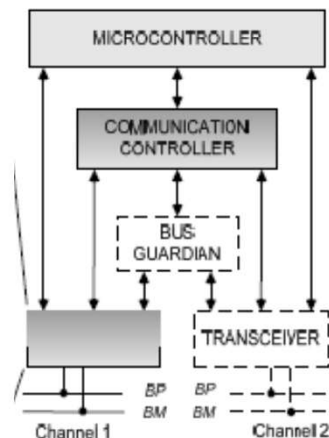 MICROCONTROLLER
COMMUNICATION
CONTROLLER
BUS
GUARDIAN
TRANSCEIVER
BP BP
BM BM
Channel 1 Channel 2